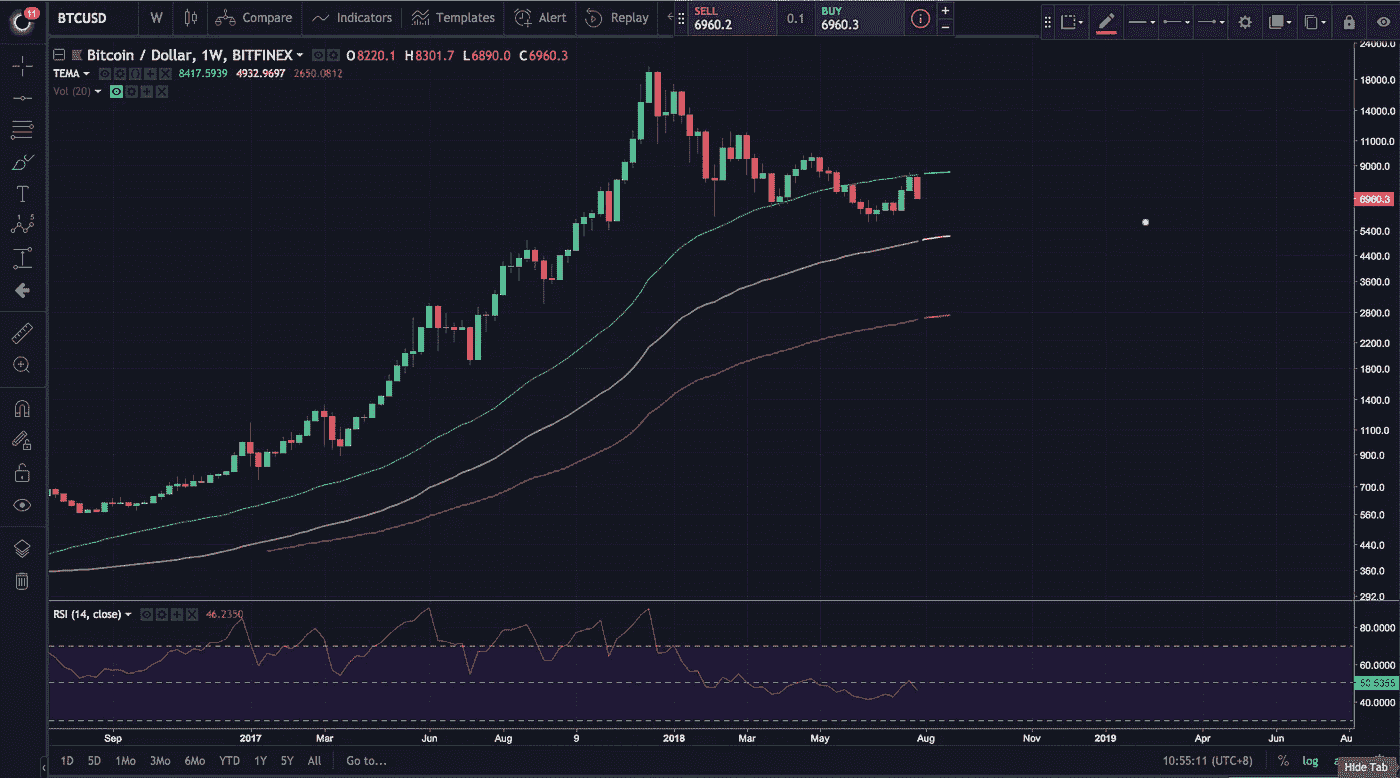 11 BTCUSD W Compare Indicators Templates Alert Replay SELL 6960.2 0.1 BUY 6960.3
Bitcoin / Dollar, 1W, BITFINEX O8220.1 H8301.7 L6890.0 C6960.3
TEMA 8417.5939 4932.9697 2650.0812
Vol (20)
24000.0
18000.0
14000.0
11000.0
9000.0
6960.3
5400.0
4400.0
3600.0
2800.0
2200.0
1800.0
1400.0
1100.0
900.0
700.0
560.0
440.0
360.0
292.0
RSI (14, close) 46.2350
80.0000
60.0000
40.0000
Sep 2017 Mar Jun Aug 9 2018 Mar May Aug Nov 2019 Apr Jun Au
1D 5D 1Mo 3Mo 6Mo YTD 1Y 5Y All Go to... 10:55:11 (UTC+8) % log
Hide Tab